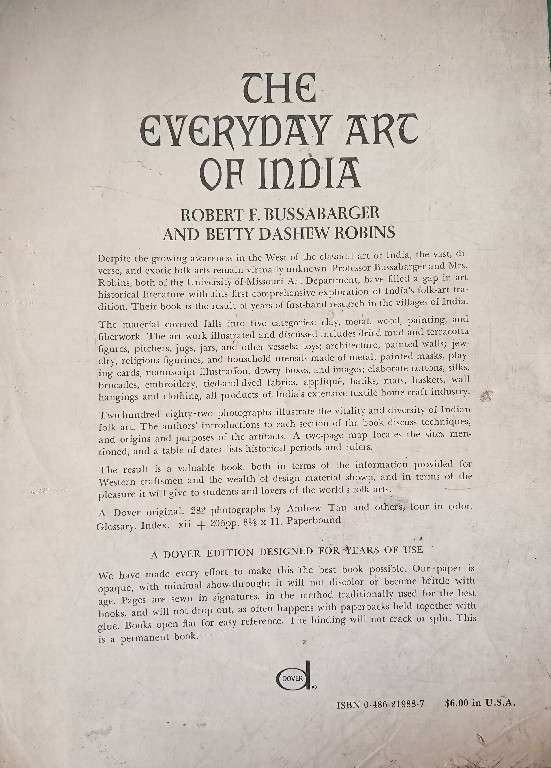 THE
EVERYDAY ART
OF INDIA
ROBERT F. BUSSABARGER
AND BETTY DASHEW ROBINS
Despite the growing awareness in the West of the classical art of India, the vast, di-
verse, and exotic folk arts remain virtually unknown. Professor Bussabarger and Mrs.
Robins, both of the University of Missouri Art Department, have filled a gap in art
historical literature with this first comprehensive exploration of India's folk-art tra-
dition. Their book is the result of years of first-hand research in the villages of India.
The material covered falls into five categories: clay, metal, wood, painting, and
fiberwork. The art work illustrated and discussed includes dried mud and terracotta
figures, pitchers, jugs, jars, and other vessels; toys; architecture, painted walls; jew-
elry, religious figurines, and household utensils made of metal; painted masks, play-
ing cards, manuscript illustration, dowry boxes, and images; elaborate cottons, silks,
brocades, embroidery, tied-and-dyed fabrics, appliqué, batiks, mats, baskets, wall
hangings and clothing, all products of India's extensive textile home craft industry.
Two hundred eighty-two photographs illustrate the vitality and diversity of Indian
folk art. The authors' introductions to each section of the book discuss techniques,
and origins and purposes of the artifacts. A two-page map locates the sites men-
tioned, and a table of dates lists historical periods and rulers.
The result is a valuable book, both in terms of the information provided for
Western craftsmen and the wealth of design material shown, and in terms of the
pleasure it will give to students and lovers of the world's folk arts.
A Dover original. 282 photographs by Andrew Tau and others, four in color.
Glossary. Index. xii + 205pp. 8⅜ x 11. Paperbound
A DOVER EDITION DESIGNED FOR YEARS OF USE
We have made every effort to make this the best book possible. Our paper is
opaque, with minimal show-through; it will not discolor or become brittle with
age. Pages are sewn in signatures, in the method traditionally used for the best
books, and will not drop out, as often happens with paperbacks held together with
glue. Books open flat for easy reference. The binding will not crack or split. This
is a permanent book.
DOVER
ISBN 0-486-21988-7 $6.00 in U.S.A.